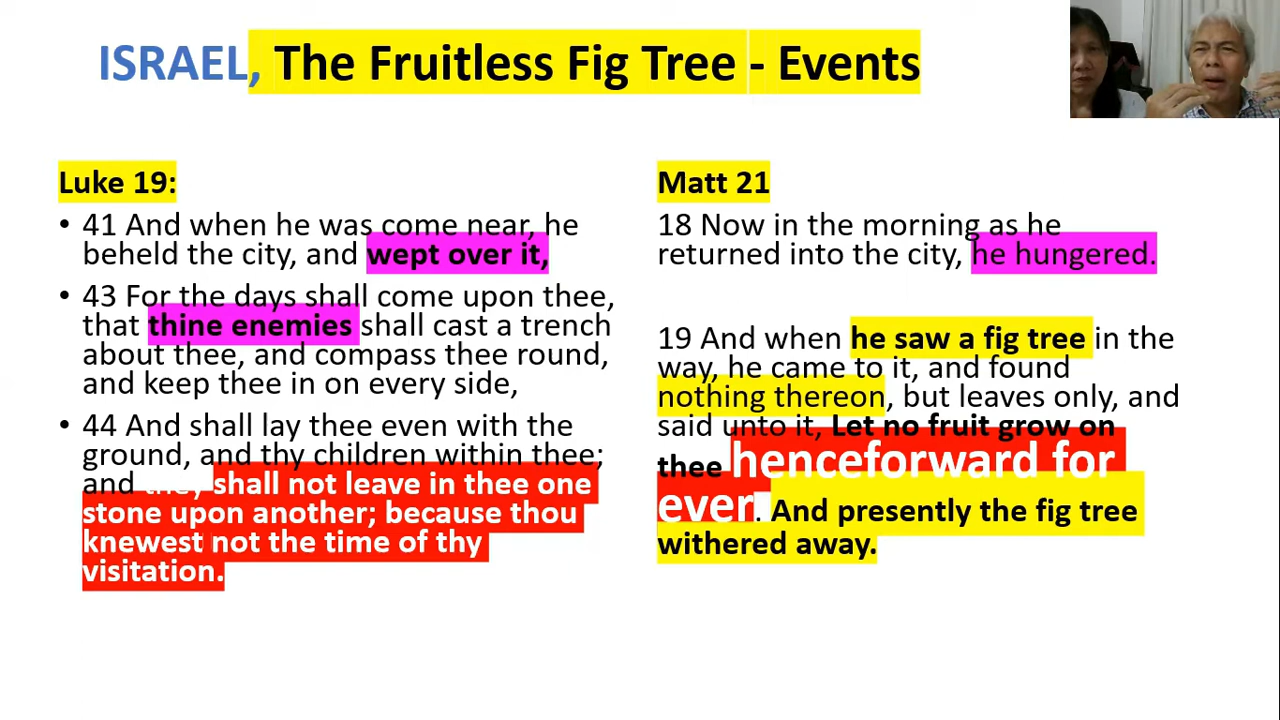 ISRAEL, The Fruitless Fig Tree - Events
Luke 19:
• 41 And when he was come near, he
beheld the city, and wept over it,
• 43 For the days shall come upon thee,
that thine enemies shall cast a trench
about thee, and compass thee round,
and keep thee in on every side,
• 44 And shall lay thee even with the
ground, and thy children within thee;
and they shall not leave in thee one
stone upon another; because thou
knewest not the time of thy
visitation.
Matt 21
18 Now in the morning as he
returned into the city, he hungered.
19 And when he saw a fig tree in the
way, he came to it, and found
nothing thereon, but leaves only, and
said unto it, Let no fruit grow on
thee henceforward for
ever. And presently the fig tree
withered away.